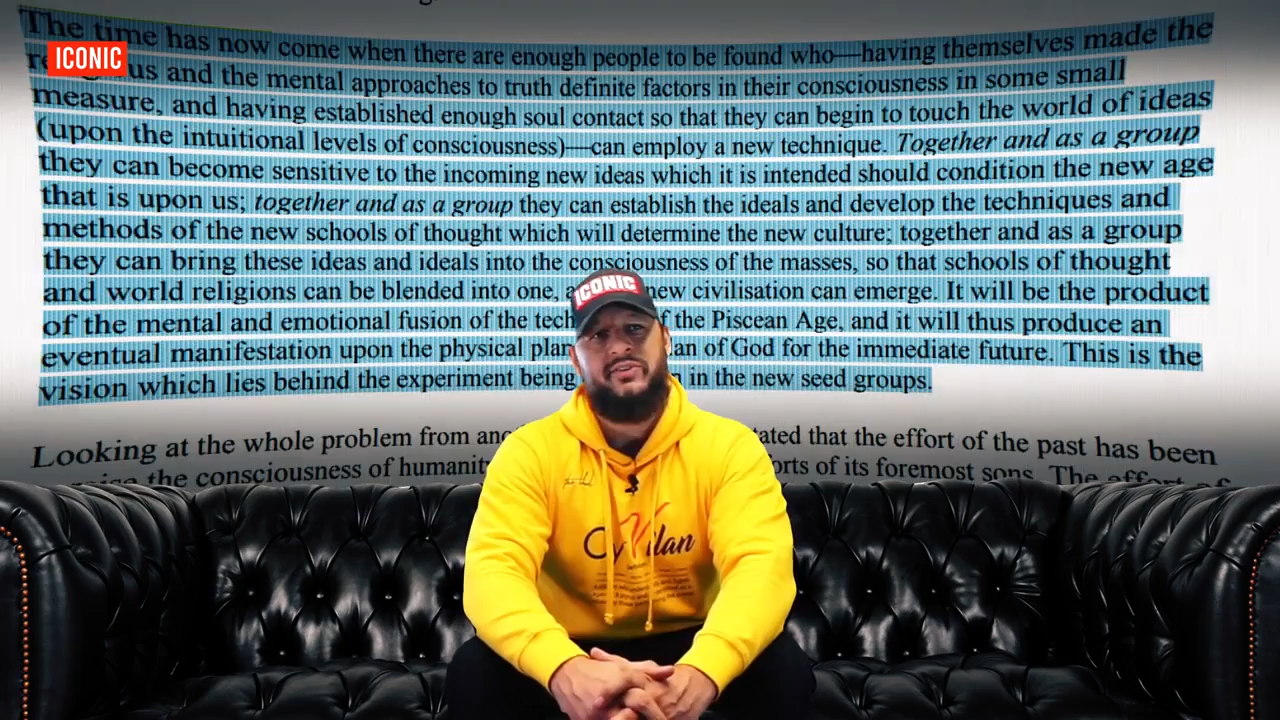 The time has now come when there are enough people to be found who—having themselves made the
ICONIC
us and the mental approaches to truth definite factors in their consciousness in some small
measure, and having established enough soul contact so that they can begin to touch the world of ideas
(upon the intuitional levels of consciousness)—can employ a new technique. Together and as a group
they can become sensitive to the incoming new ideas which it is intended should condition the new age
that is upon us; together and as a group they can establish the ideals and develop the techniques and
methods of the new schools of thought which will determine the new culture; together and as a group
they can bring these ideas and ideals into the consciousness of the masses, so that schools of thought
and world religions can be blended into one, new civilisation can emerge. It will be the product
ICONIC
of the mental and emotional fusion of the of the Piscean Age, and it will thus produce an
eventual manifestation upon the physical of God for the immediate future. This is the
vision which lies behind the experiment being in the new seed groups.
Looking at the whole problem from that the effort of the past has been
the consciousness of of its foremost sons. The effort of